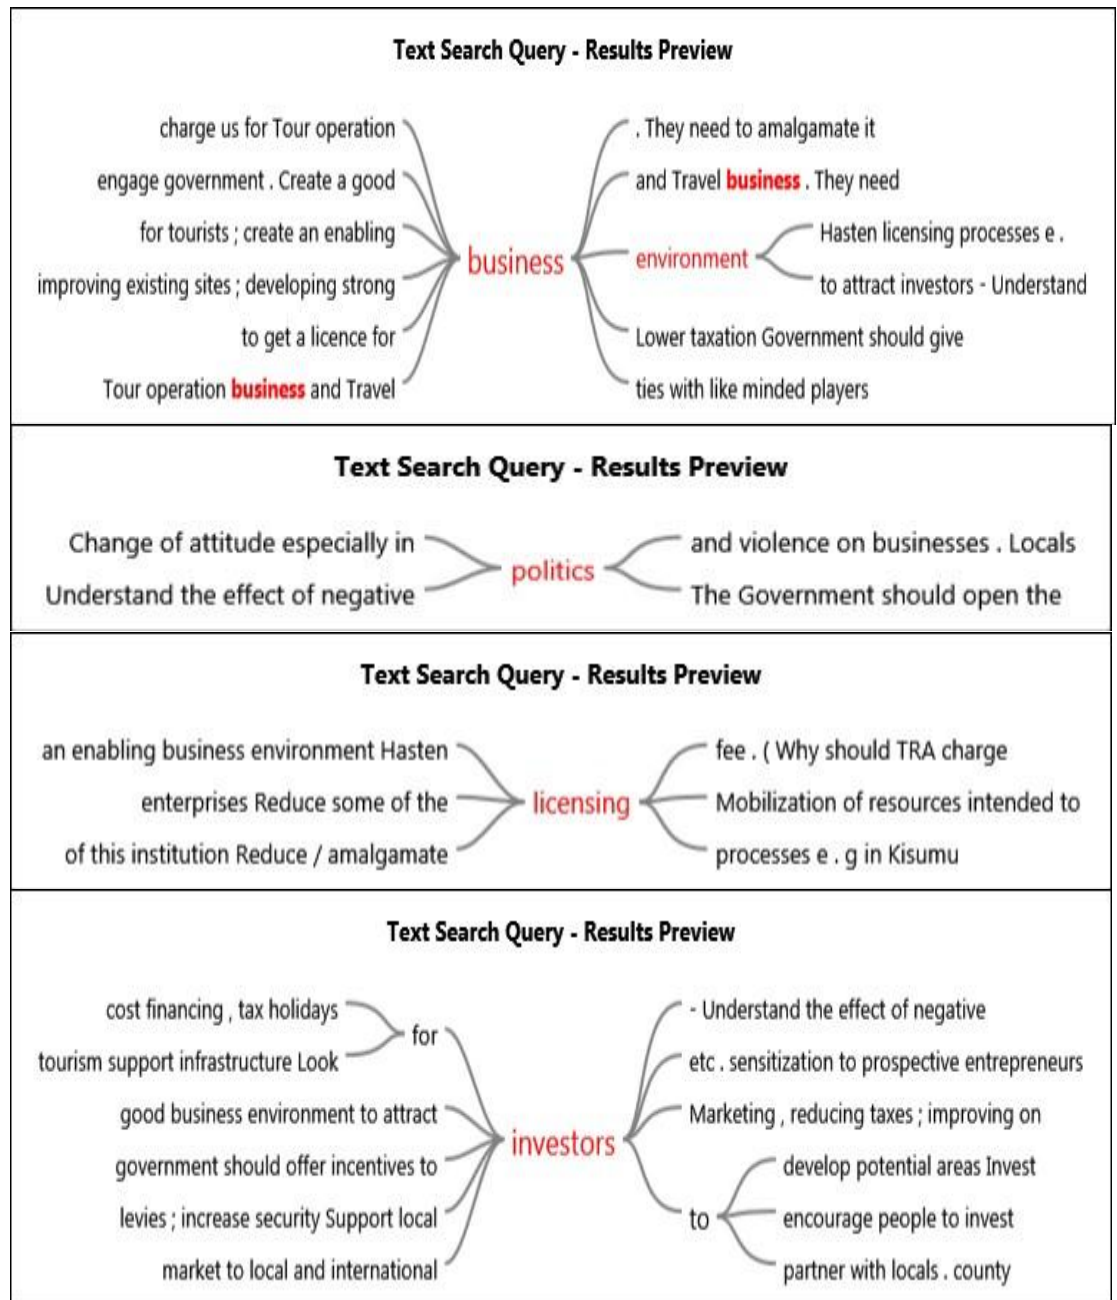 Text Search Query - Results Preview
charge us for Tour operation
engage government . Create a good
for tourists ; create an enabling
improving existing sites ; developing strong
to get a licence for
Tour operation business and Travel
business
. They need to amalgamate it
and Travel business . They need
environment
Hasten licensing processes e .
to attract investors - Understand
Lower taxation Government should give
ties with like minded players
Text Search Query - Results Preview
Change of attitude especially in
Understand the effect of negative
politics
and violence on businesses . Locals
The Government should open the
Text Search Query - Results Preview
an enabling business environment Hasten
enterprises Reduce some of the
of this institution Reduce / amalgamate
licensing
fee . ( Why should TRA charge
Mobilization of resources intended to
processes e . g in Kisumu
Text Search Query - Results Preview
cost financing , tax holidays
tourism support infrastructure Look
for
good business environment to attract
government should offer incentives to
levies ; increase security Support local
market to local and international
investors
- Understand the effect of negative
etc . sensitization to prospective entrepreneurs
Marketing , reducing taxes ; improving on
to
develop potential areas Invest
encourage people to invest
partner with locals . county